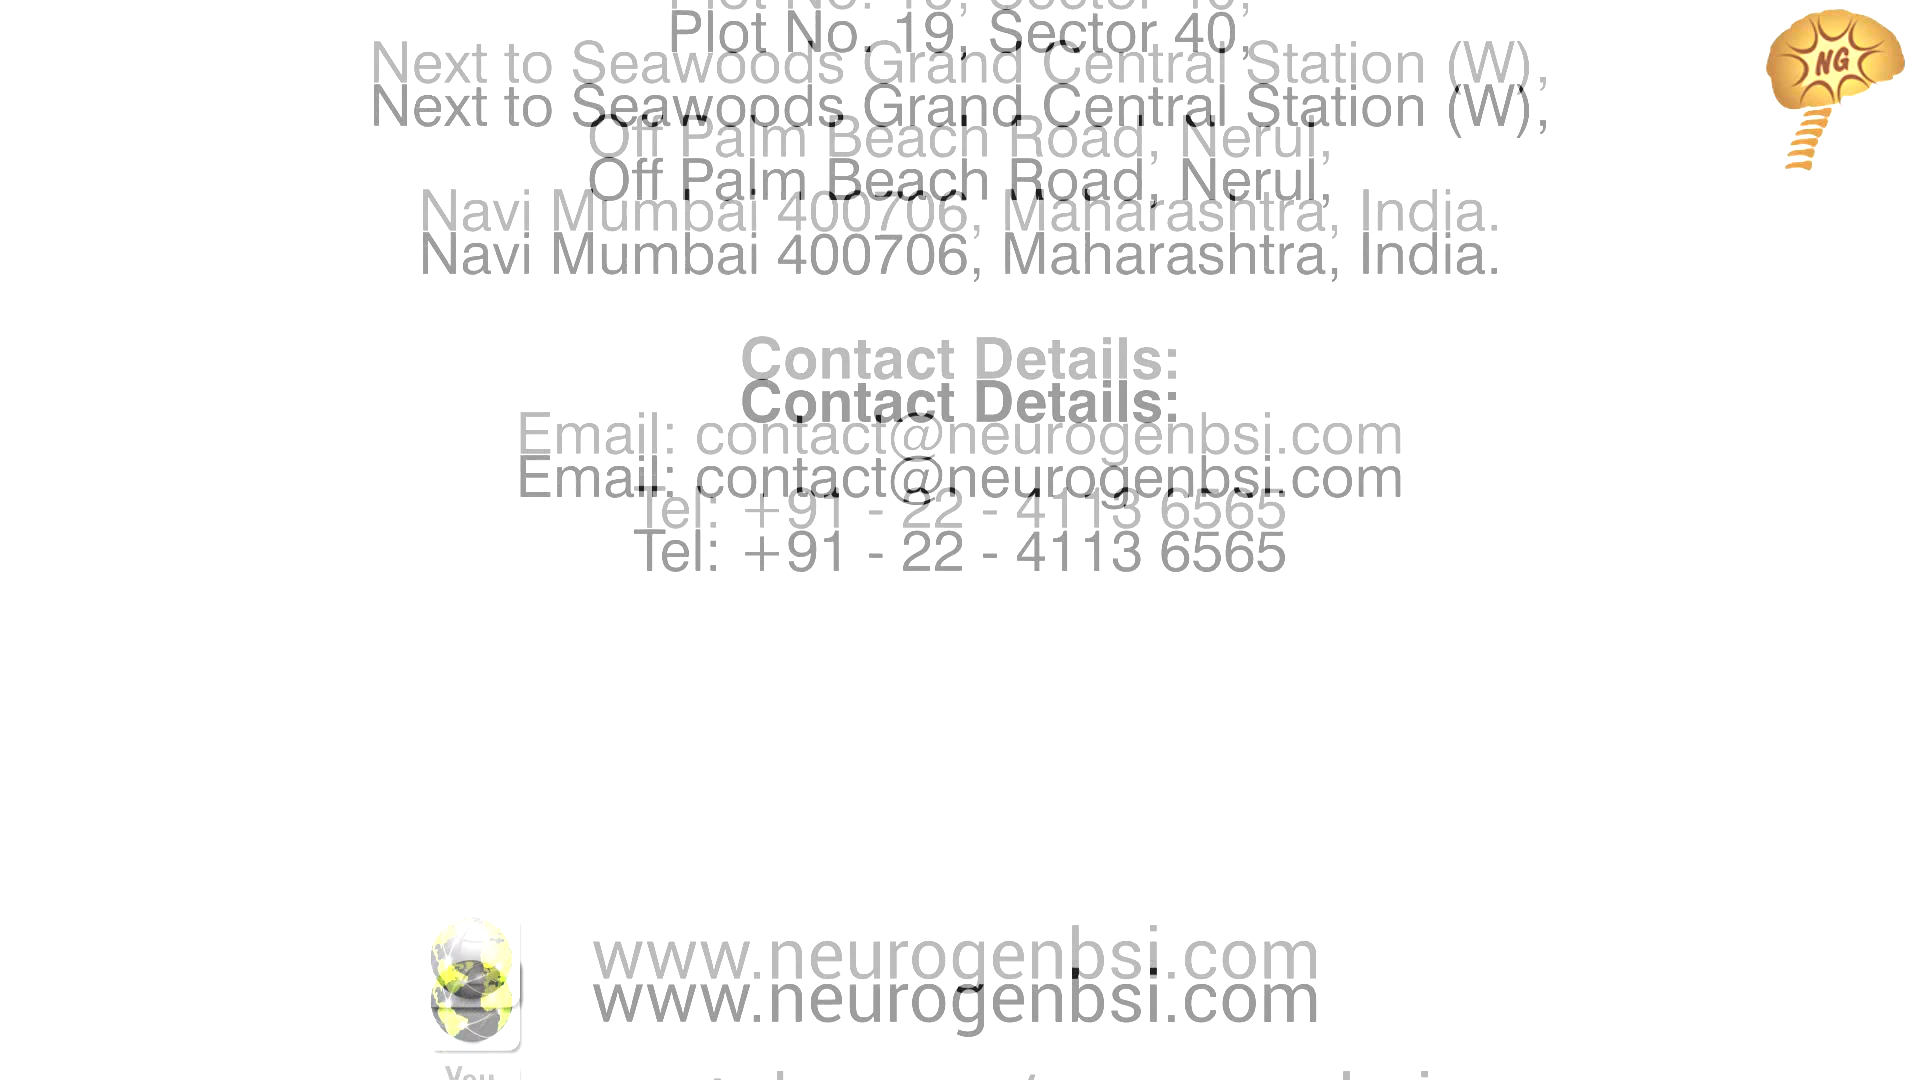 Plot No. 19, Sector 40,
Next to Seawoods Grand Central Station (W),
Off Palm Beach Road, Nerul,
Navi Mumbai 400706, Maharashtra, India.
Contact Details:
Email: contact@neurogenbsi.com
Tel: +91 - 22 - 4113 6565
www.neurogenbsi.com
You
NG